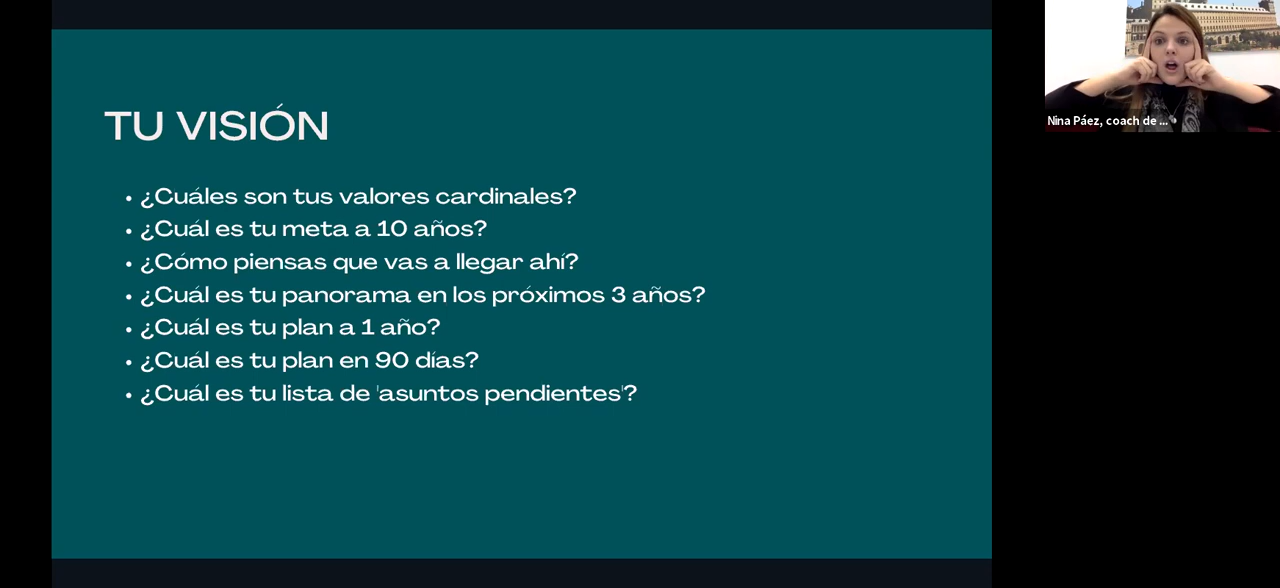 TU VISIÓN
• ¿Cuáles son tus valores cardinales?
• ¿Cuál es tu meta a 10 años?
• ¿Cómo piensas que vas a llegar ahí?
• ¿Cuál es tu panorama en los próximos 3 años?
• ¿Cuál es tu plan a 1 año?
• ¿Cuál es tu plan en 90 días?
• ¿Cuál es tu lista de 'asuntos pendientes'?
Nina Páez, coach de ...